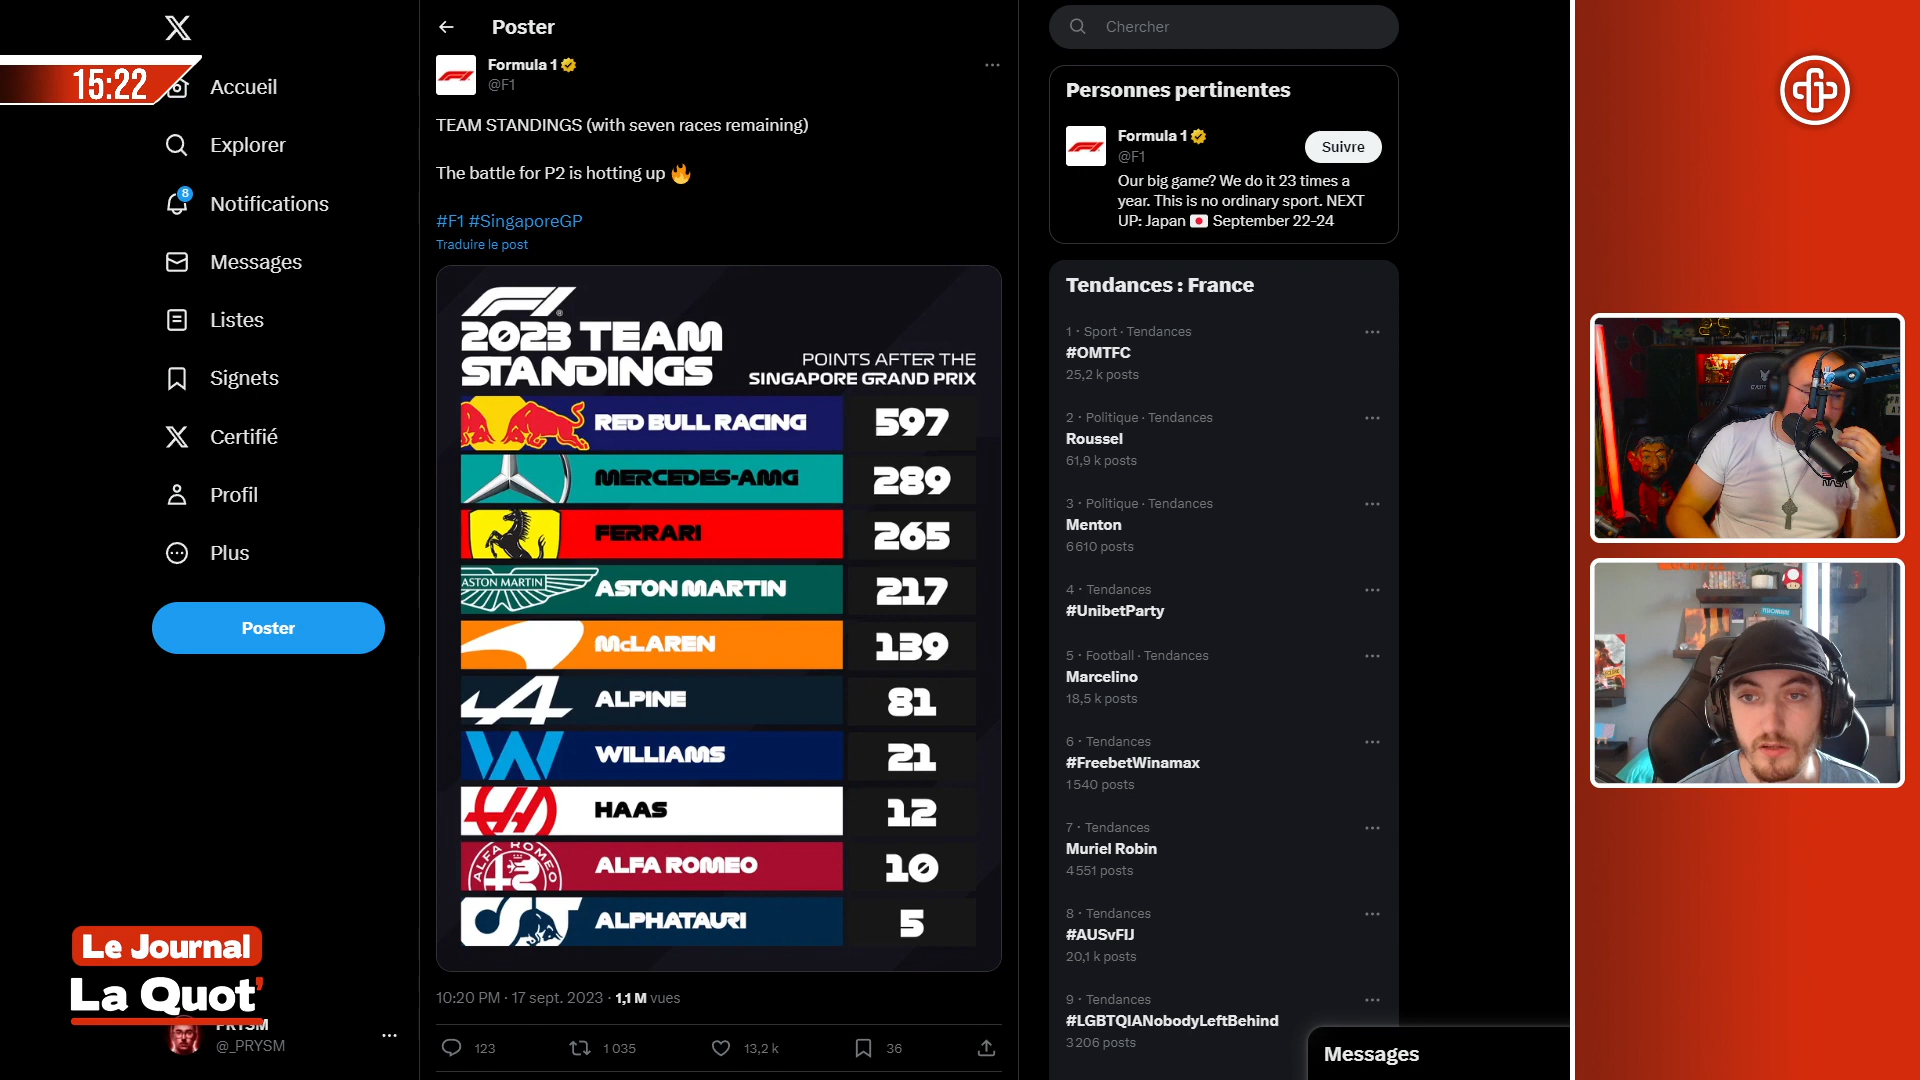 15:22
Accueil
Explorer
8
Notifications
Messages
Listes
Signets
Certifié
Profil
Plus
Poster
Le Journal
La Quot'
PRYSM
@_PRYSM
Poster
Formula 1
@F1
TEAM STANDINGS (with seven races remaining)
The battle for P2 is hotting up 🔥
#F1 #SingaporeGP
Traduire le post
2023 TEAM
STANDINGS
POINTS AFTER THE
SINGAPORE GRAND PRIX
RED BULL RACING 597
MERCEDES-AMG 289
FERRARI 265
ASTON MARTIN ASTON MARTIN 217
McLAREN 139
ALPINE 81
WILLIAMS 21
HAAS 12
ALFA ROMEO ALFA ROMEO 10
ALPHATAURI 5
10:20 PM · 17 sept. 2023 · 1,1 M vues
123 1 035 13,2 k 36
Chercher
Personnes pertinentes
Formula 1
@F1
Suivre
Our big game? We do it 23 times a
year. This is no ordinary sport. NEXT
UP: Japan 🇯🇵 September 22-24
Tendances : France
1 · Sport · Tendances
#OMTFC
25,2 k posts
2 · Politique · Tendances
Roussel
61,9 k posts
3 · Politique · Tendances
Menton
6 610 posts
4 · Tendances
#UnibetParty
5 · Football · Tendances
Marcelino
18,5 k posts
6 · Tendances
#FreebetWinamax
1 540 posts
7 · Tendances
Muriel Robin
4 551 posts
8 · Tendances
#AUSvFIJ
20,1 k posts
9 · Tendances
#LGBTQIANobodyLeftBehind
3 206 posts
Messages
NASA